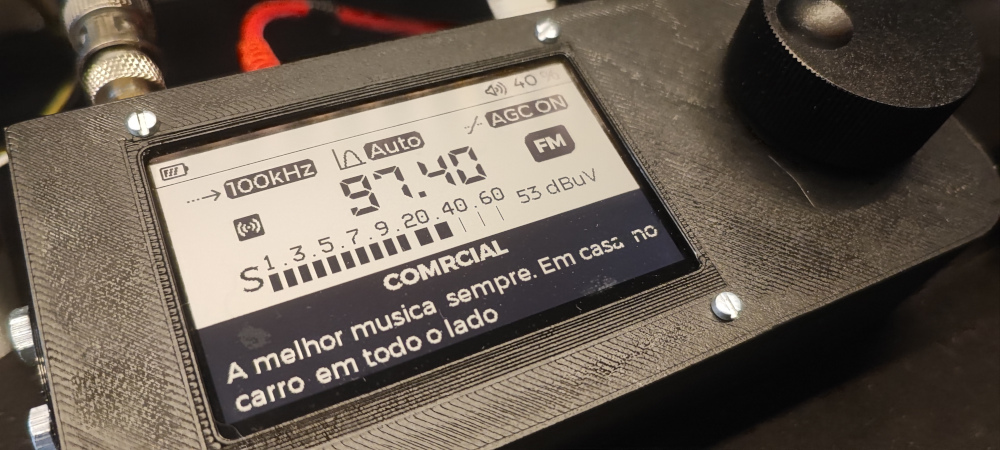 40%
100kHz
Auto
AGC ON
97.40
FM
S 1.3.5.7.9.20.40.60
53 dBuV
COMRCIAL
A melhor musica sempre. Em casa no
carro em todo o lado